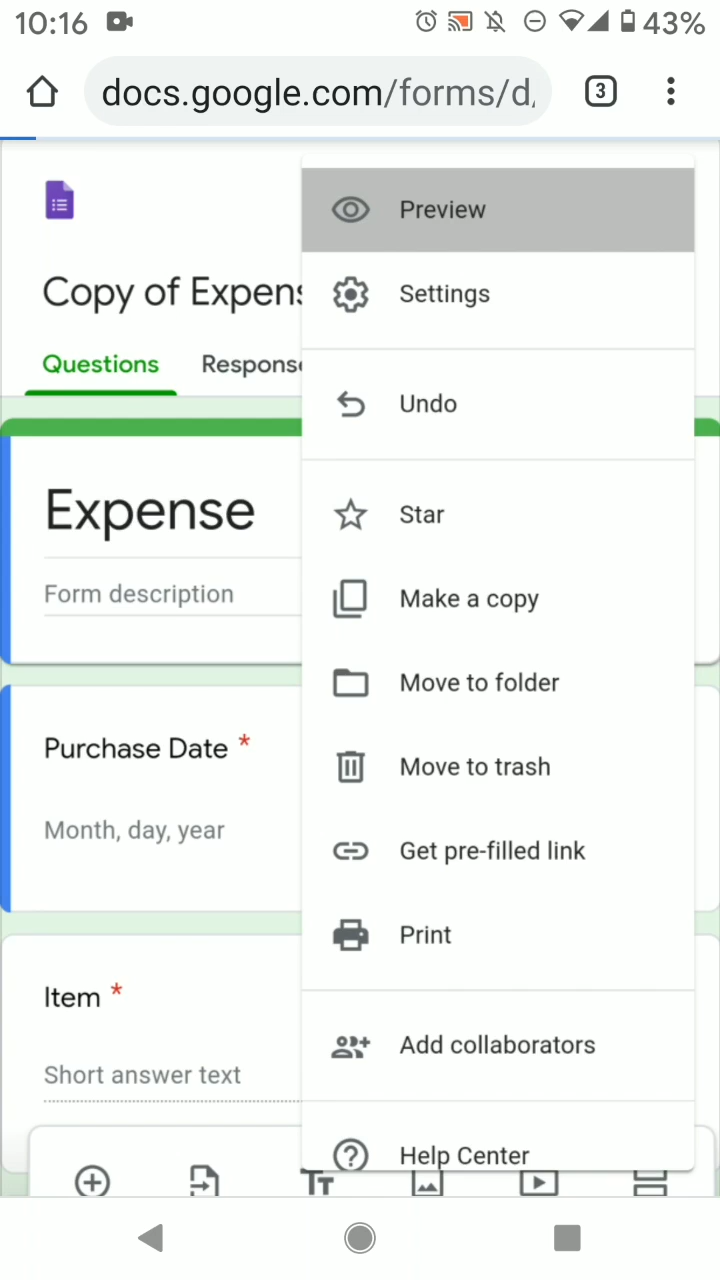 10:16
43%
docs.google.com/forms/d
3
Preview
Copy of Expens
Settings
Questions
Response
Undo
Expense
Star
Form description
Make a copy
Move to folder
Purchase Date *
Move to trash
Month, day, year
Get pre-filled link
Print
Item *
Add collaborators
Short answer text
Help Center
Tт